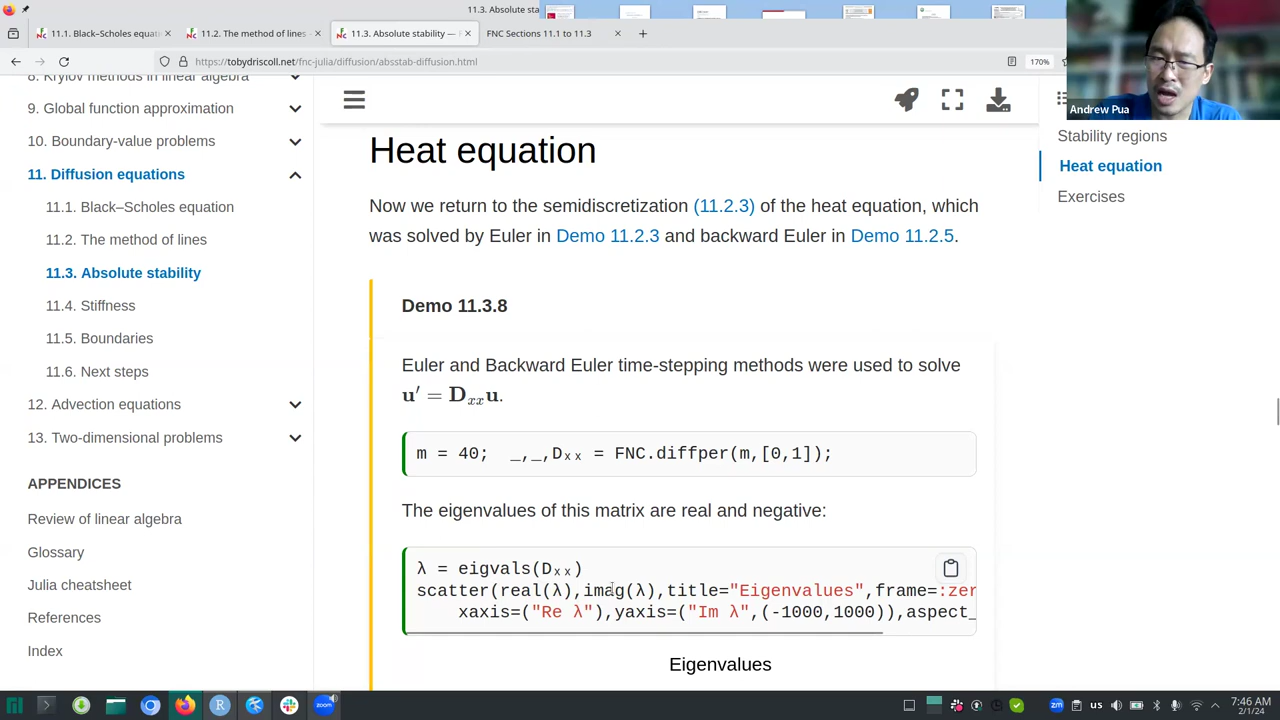 11.3. Absolute sta
11.1. Black–Scholes equat
11.2. The method of lines
11.3. Absolute stability —
FNC Sections 11.1 to 11.3
https://tobydriscoll.net/fnc-julia/diffusion/absstab-diffusion.html
170%
Andrew Pua
8. Krylov methods in linear algebra
9. Global function approximation
10. Boundary-value problems
11. Diffusion equations
11.1. Black–Scholes equation
11.2. The method of lines
11.3. Absolute stability
11.4. Stiffness
11.5. Boundaries
11.6. Next steps
12. Advection equations
13. Two-dimensional problems
APPENDICES
Review of linear algebra
Glossary
Julia cheatsheet
References
Index
Heat equation
Now we return to the semidiscretization (11.2.3) of the heat equation, which
was solved by Euler in Demo 11.2.3 and backward Euler in Demo 11.2.5.
Demo 11.3.8
Euler and Backward Euler time-stepping methods were used to solve
u′ = Dₓₓu.
m = 40;  _,_,Dₓₓ = FNC.diffper(m,[0,1]);
The eigenvalues of this matrix are real and negative:
λ = eigvals(Dₓₓ)
scatter(real(λ),imag(λ),title="Eigenvalues",frame=:zer
xaxis=("Re λ"),yaxis=("Im λ",(-1000,1000)),aspect_
Eigenvalues
Stability regions
Heat equation
Exercises
us
7:46 AM
2/1/24